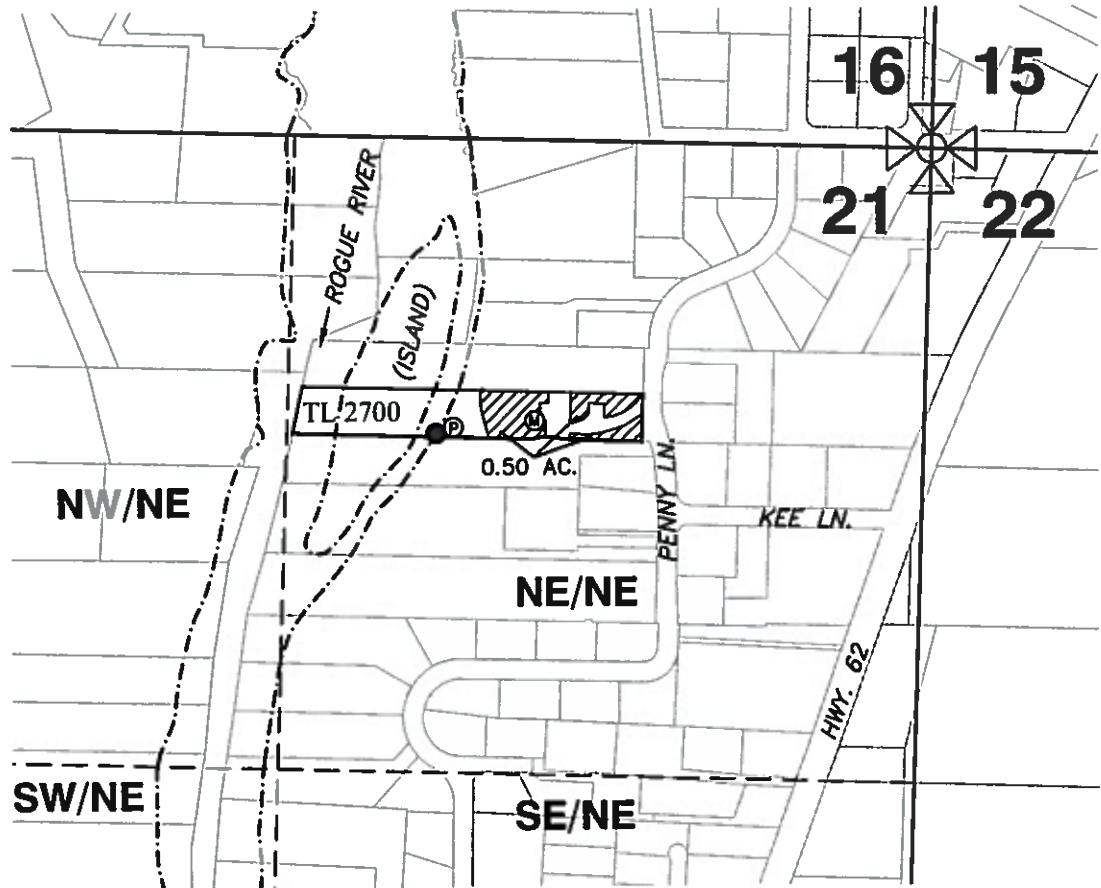 16 15
21 22
ROGUE RIVER
(ISLAND)
TL 2700
P
M
0.50 AC.
PENNY LN.
KEE LN.
NW/NE
NE/NE
HWY. 62
SW/NE
SE/NE